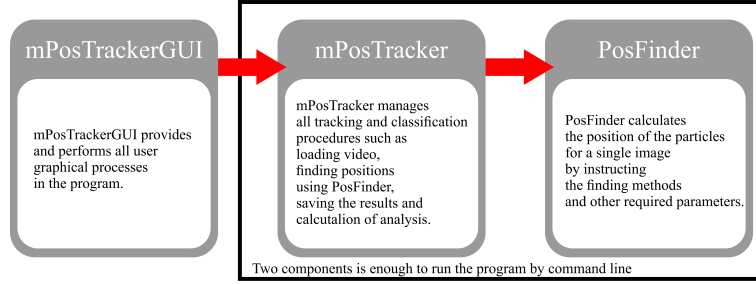 mPosTrackerGUI
mPosTrackerGUI provides
and performs all user
graphical processes
in the program.
mPosTracker
mPosTracker manages
all tracking and classification
procedures such as
loading video,
finding positions
using PosFinder,
saving the results and
calcutalion of analysis.
PosFinder
PosFinder calculates
the position of the particles
for a single image
by instructing
the finding methods
and other required parameters.
Two components is enough to run the program by command line